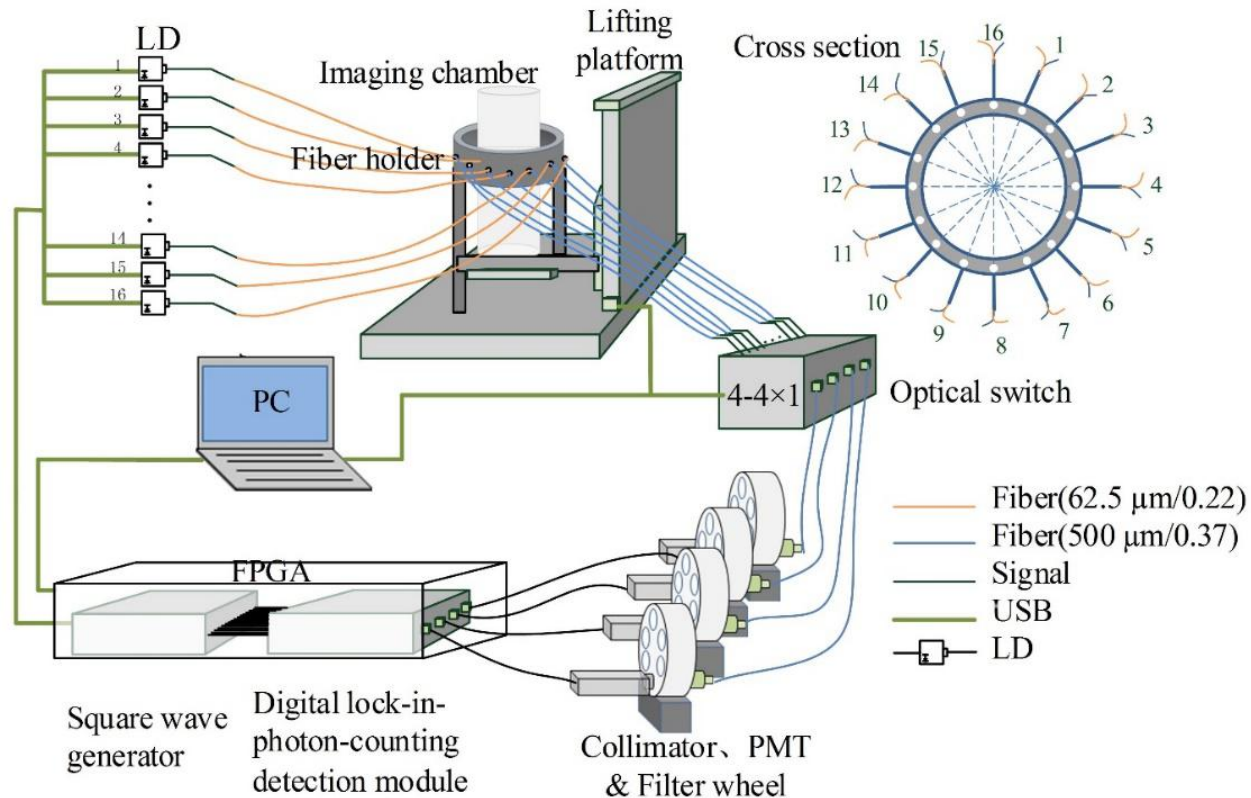 LD
1
2
3
4
14
15
16
Imaging chamber
Fiber holder
Lifting
platform
Cross section
16
1
2
3
4
5
6
7
8
9
10
11
12
13
14
15
PC
4-4×1
Optical switch
FPGA
Square wave
generator
Digital lock-in-
photon-counting
detection module
Collimator、PMT
& Filter wheel
Fiber(62.5 μm/0.22)
Fiber(500 μm/0.37)
Signal
USB
LD